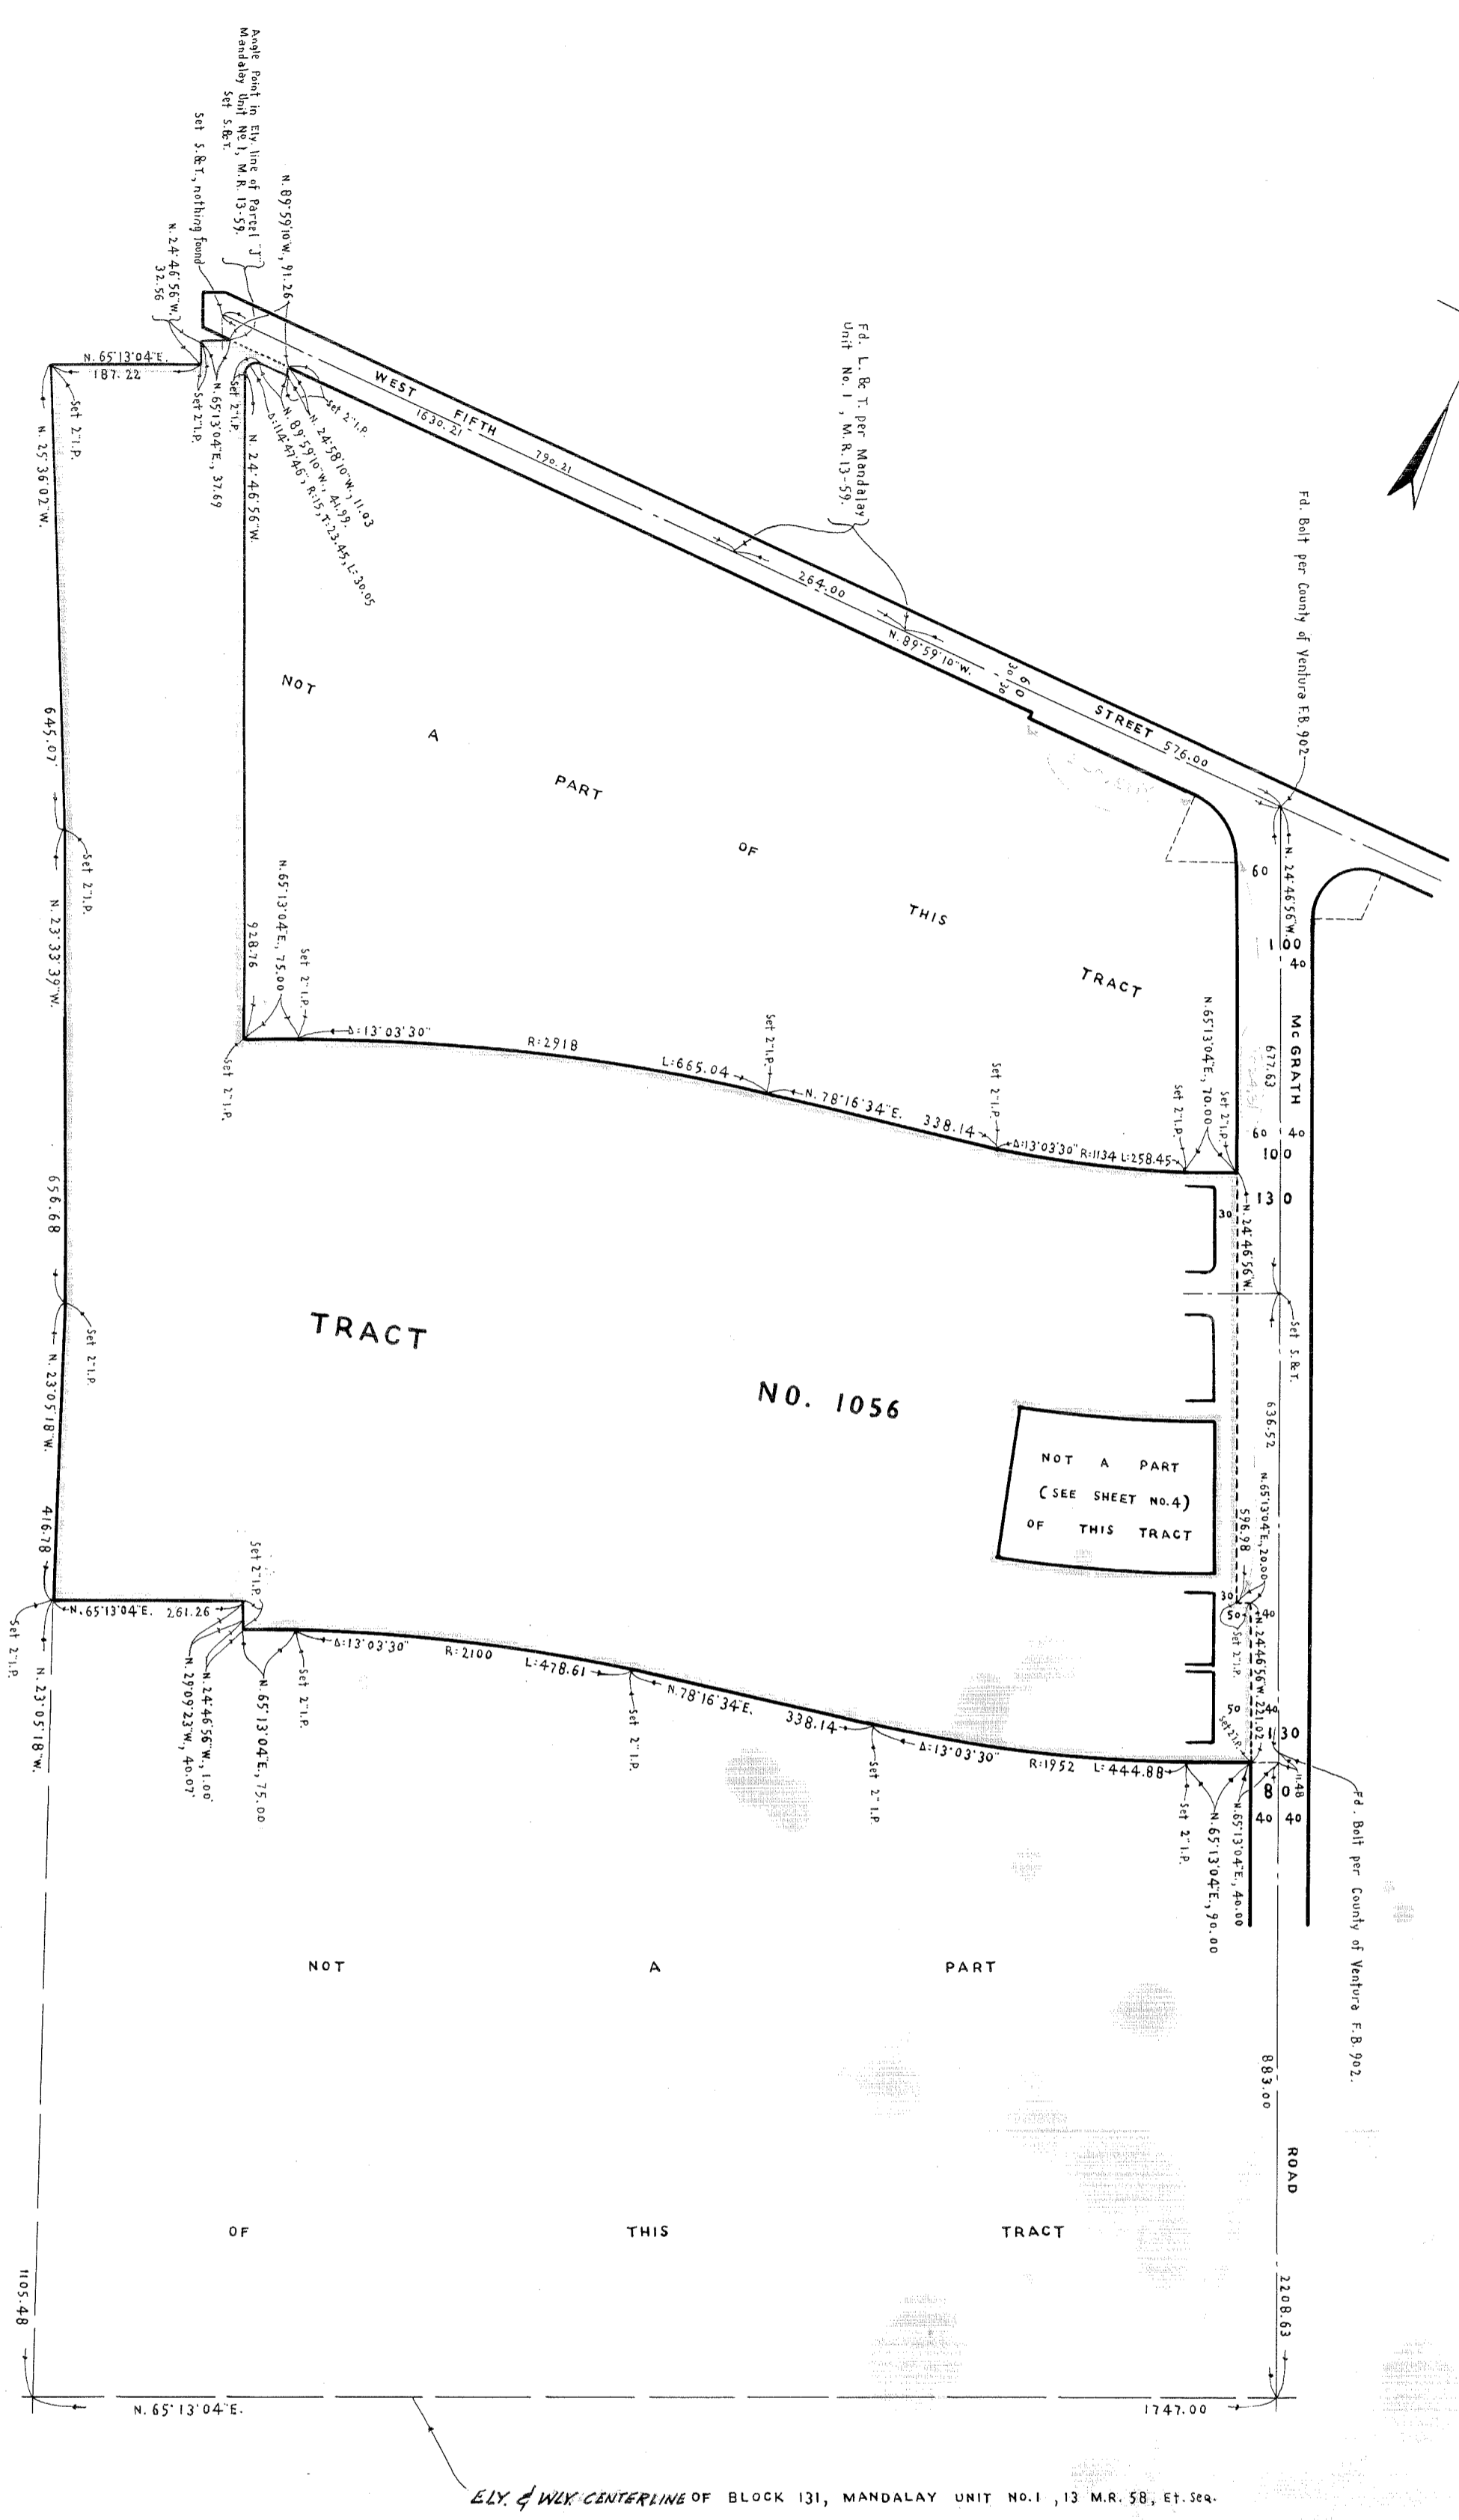 Angle Point in Ely. line of Parcel "J"
Mandalay Unit No. 1, M.R. 13-59.
Set S.&T.
Set S.&T., nothing found
N. 89°59'10"W., 91.26
N. 24°46'56"W.
32.56
N. 65°13'04"E.
187.22
Set 2" I.P.
Set 2" I.P.
N. 65°13'04"E., 37.69
Set 2" I.P.
Δ=114°47'46", R:15, T:23.45, L:30.05
N. 89°59'10"W., 41.99.
N. 24°58'10"W., 11.03
Set 2" I.P.
WEST FIFTH
1630.21
790.21
Fd. L. & T. per Mandalay
Unit No. 1, M.R. 13-59.
264.00
N. 89°59'10"W.
30
60
30
STREET
576.00
Fd. Bolt per County of Ventura F.B. 902
N. 25°36'02"W.
645.07'
N. 24°46'56"W.
928.76
NOT
A
PART
OF
THIS
TRACT
60
N. 24°46'56"W.
100
40
Mc GRATH
677.63
60 40
100
130
Set 2" I.P.
N. 23°33'39"W.
656.68
N. 65°13'04"E., 75.00
Set 2" I.P.
Set 2" I.P.
Δ=13°03'30"
R=2918
L=665.04
Set 2" I.P.
N. 78°16'34"E.
338.14
Set 2" I.P.
Δ=13°03'30" R=1134 L=258.45
Set 2" I.P.
N. 65°13'04"E., 70.00
Set 2" I.P.
30
N. 24°46'56"W.
Set S.&T.
636.52
TRACT
NO. 1056
NOT A PART
(SEE SHEET NO. 4)
OF THIS TRACT
Set 2" I.P.
N. 23°05'18"W.
416.78
596.98
N. 65°13'04"E., 20.00
30
50
40
Set 2" I.P.
N. 24°46'56"W. 221.02
50
40
Set 2" I.P.
130
11.48
80
40 40
Set 2" I.P.
N. 65°13'04"E. 261.26
Set 2" I.P.
N. 29°09'23"W., 40.07'
N. 24°46'56"W., 1.00'
N. 65°13'04"E., 75.00
Set 2" I.P.
Δ=13°03'30"
R=2100
L=478.61
Set 2" I.P.
N. 78°16'34"E.
338.14
Set 2" I.P.
Δ=13°03'30"
R=1952 L=444.88
Set 2" I.P.
N. 65°13'04"E., 90.00
N. 65°13'04"E., 40.00
Fd. Bolt per County of Ventura F.B. 902.
N. 23°05'18"W.
NOT A PART
883.00
ROAD
OF THIS TRACT
1105.48
2208.63
N. 65°13'04"E.
1747.00
ELY. & WLY. CENTERLINE OF BLOCK 131, MANDALAY UNIT NO. 1, 13 M.R. 58, Et. Seq.